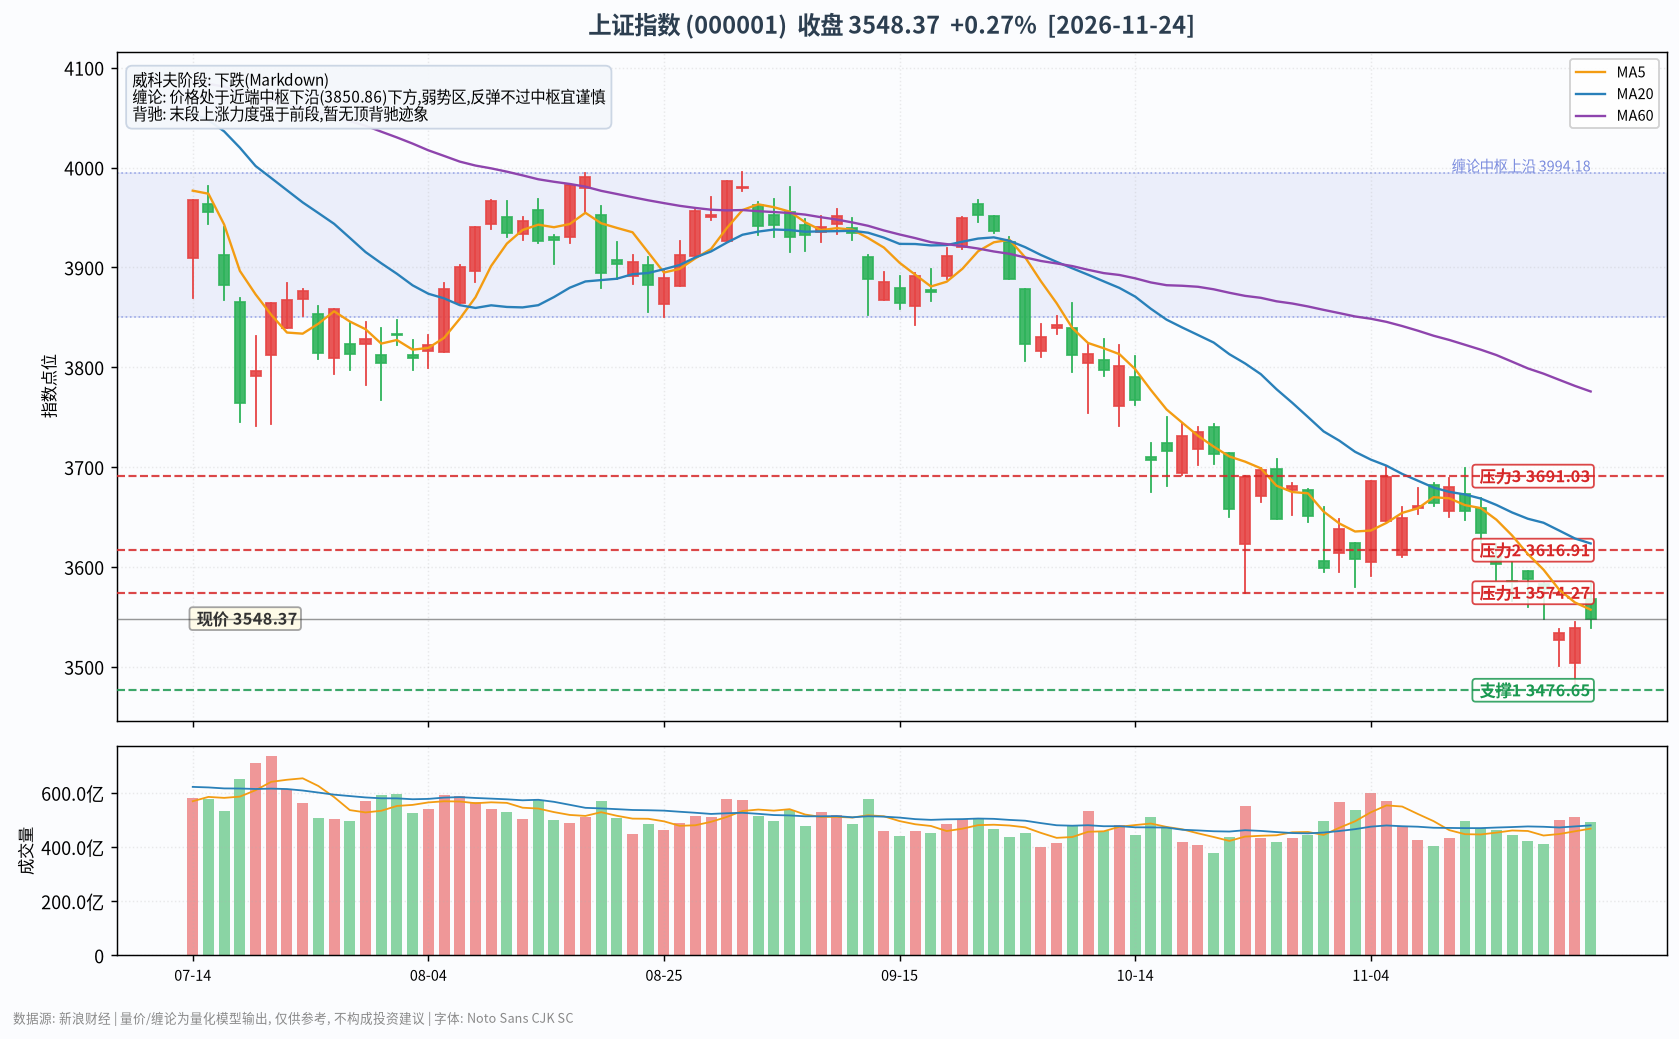 上证指数 (000001) 收盘 3548.37 +0.27% [2026-11-24]
威科夫阶段: 下跌(Markdown)
缠论: 价格处于近端中枢下沿(3850.86)下方,弱势区,反弹不过中枢宜谨慎
背驰: 末段上涨力度强于前段,暂无顶背驰迹象
MA5
MA20
MA60
4100
4000
3900
3800
3700
3600
3500
指数点位
缠论中枢上沿 3994.18
压力3 3691.03
压力2 3616.91
压力1 3574.27
现价 3548.37
支撑1 3476.65
600.0亿
400.0亿
200.0亿
0
成交量
07-14
08-04
08-25
09-15
10-14
11-04
数据源: 新浪财经 | 量价/缠论为量化模型输出, 仅供参考, 不构成投资建议 | 字体: Noto Sans CJK SC